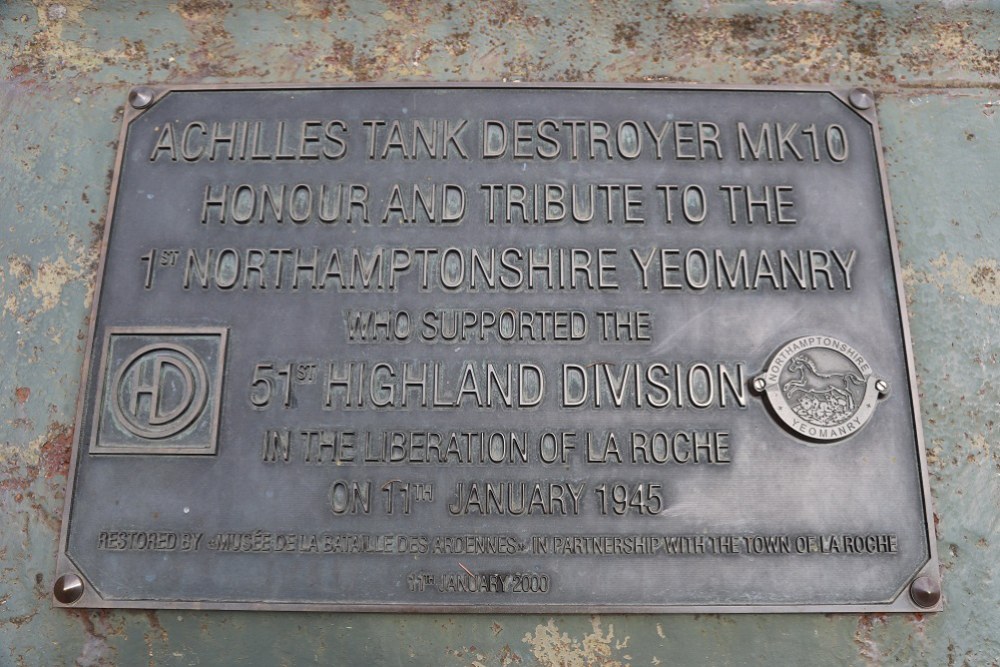 ACHILLES TANK DESTROYER MK10
HONOUR AND TRIBUTE TO THE
1ST NORTHAMPTONSHIRE YEOMANRY
WHO SUPPORTED THE
51ST HIGHLAND DIVISION
HD
NORTHAMPTONSHIRE
YEOMANRY
IN THE LIBERATION OF LA ROCHE
ON 11TH JANUARY 1945
RESTORED BY «MUSÉE DE LA BATAILLE DES ARDENNES» IN PARTNERSHIP WITH THE TOWN OF LA ROCHE
11TH JANUARY 2000